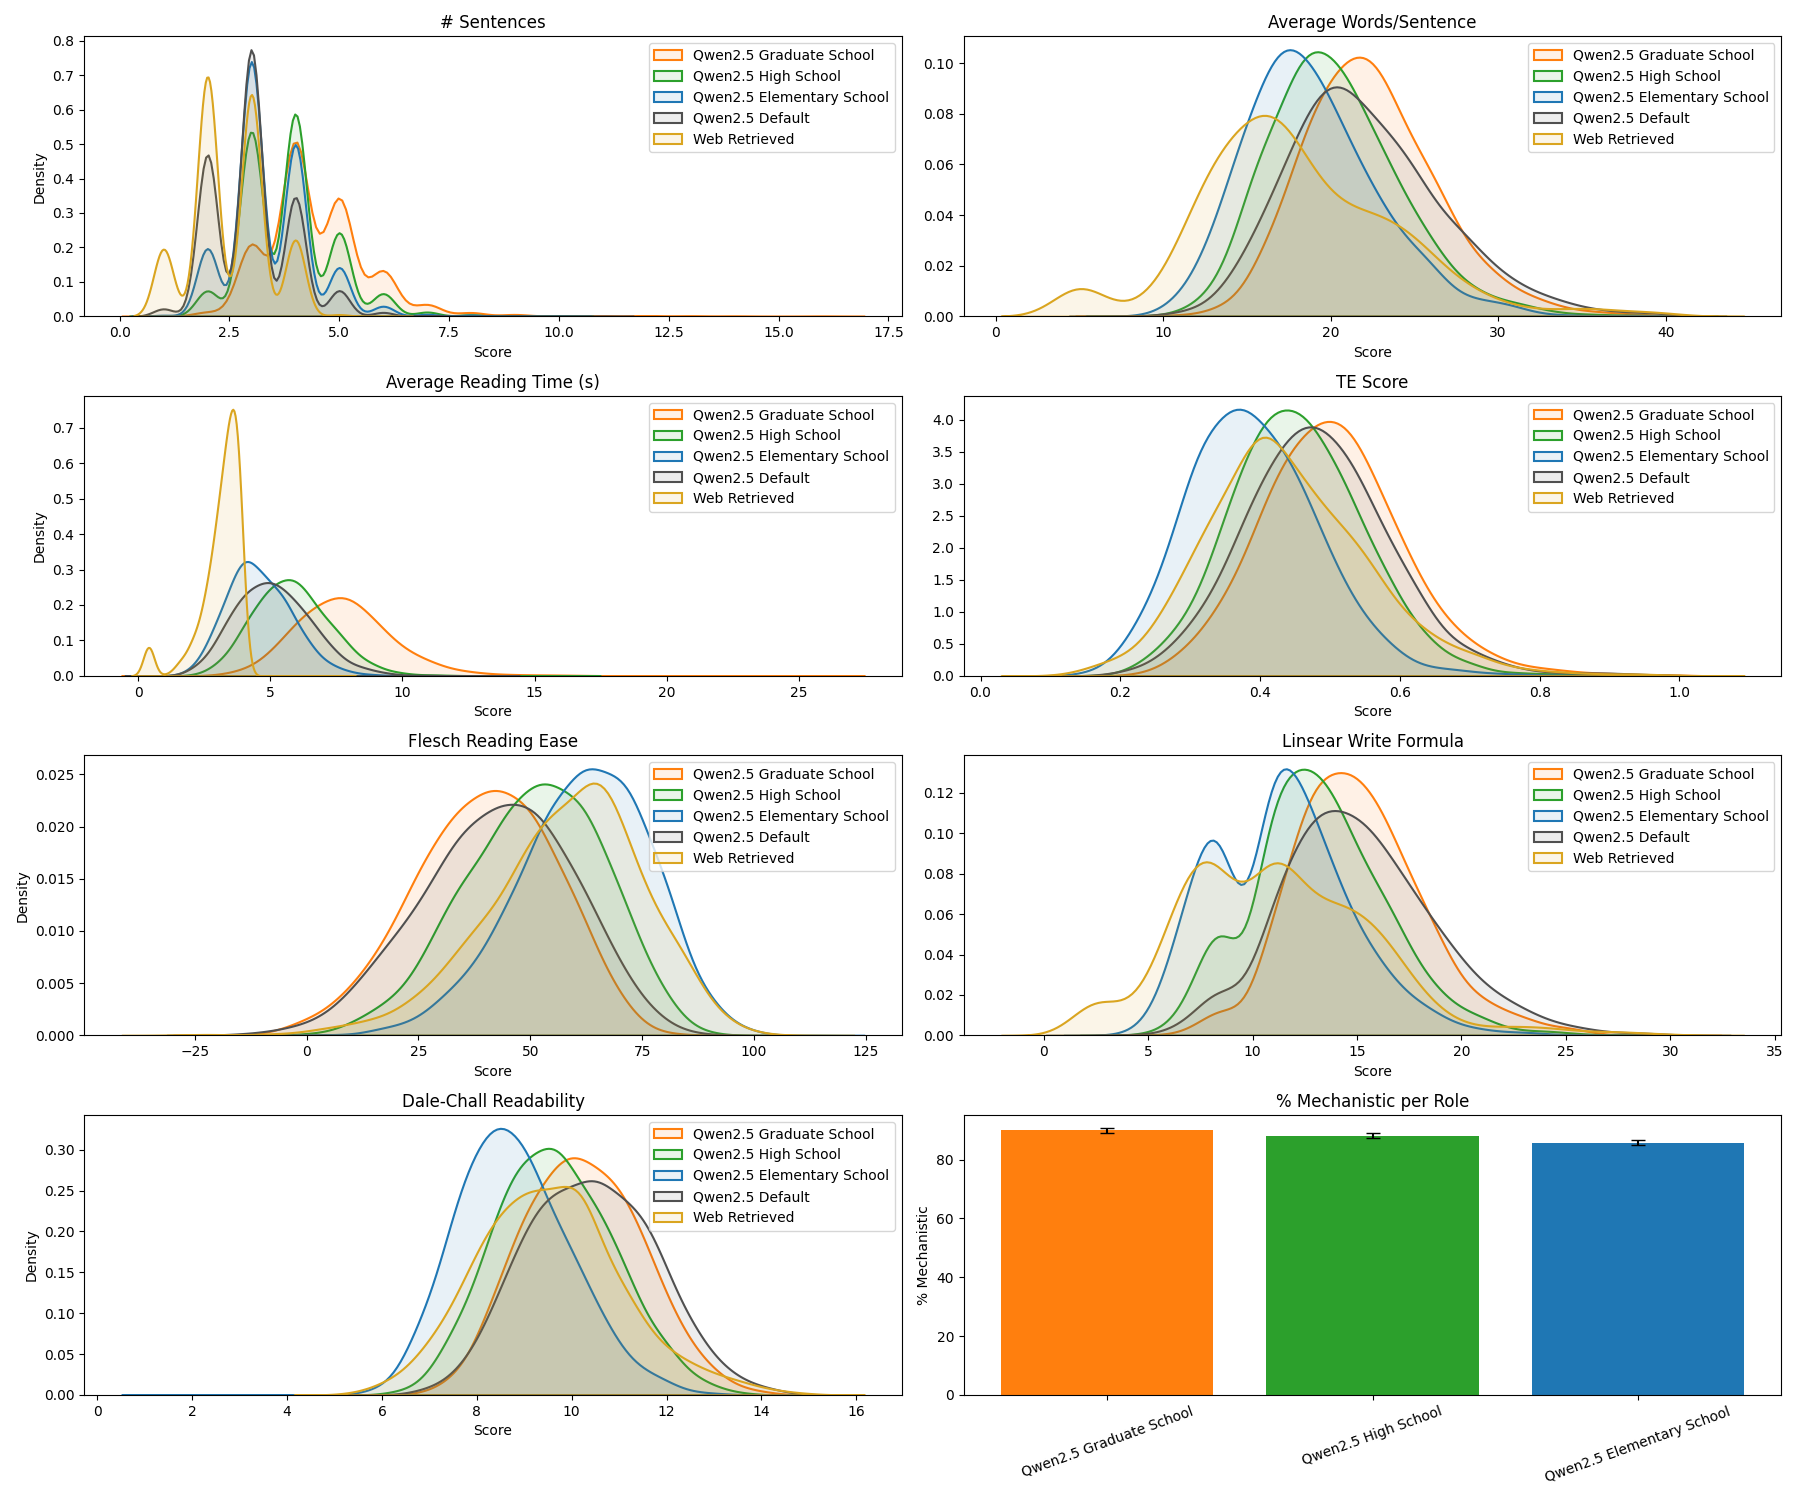 # Sentences
Density
0.8
0.7
0.6
0.5
0.4
0.3
0.2
0.1
0.0
Qwen2.5 Graduate School
Qwen2.5 High School
Qwen2.5 Elementary School
Qwen2.5 Default
Web Retrieved
0.0 2.5 5.0 7.5 10.0 12.5 15.0 17.5
Score
Average Words/Sentence
0.10
0.08
0.06
0.04
0.02
0.00
Qwen2.5 Graduate School
Qwen2.5 High School
Qwen2.5 Elementary School
Qwen2.5 Default
Web Retrieved
0 10 20 30 40
Score
Average Reading Time (s)
Density
0.7
0.6
0.5
0.4
0.3
0.2
0.1
0.0
Qwen2.5 Graduate School
Qwen2.5 High School
Qwen2.5 Elementary School
Qwen2.5 Default
Web Retrieved
0 5 10 15 20 25
Score
TE Score
4.0
3.5
3.0
2.5
2.0
1.5
1.0
0.5
0.0
Qwen2.5 Graduate School
Qwen2.5 High School
Qwen2.5 Elementary School
Qwen2.5 Default
Web Retrieved
0.0 0.2 0.4 0.6 0.8 1.0
Score
Flesch Reading Ease
Density
0.025
0.020
0.015
0.010
0.005
0.000
Qwen2.5 Graduate School
Qwen2.5 High School
Qwen2.5 Elementary School
Qwen2.5 Default
Web Retrieved
−25 0 25 50 75 100 125
Score
Linsear Write Formula
0.12
0.10
0.08
0.06
0.04
0.02
0.00
Qwen2.5 Graduate School
Qwen2.5 High School
Qwen2.5 Elementary School
Qwen2.5 Default
Web Retrieved
0 5 10 15 20 25 30 35
Score
Dale-Chall Readability
Density
0.30
0.25
0.20
0.15
0.10
0.05
0.00
Qwen2.5 Graduate School
Qwen2.5 High School
Qwen2.5 Elementary School
Qwen2.5 Default
Web Retrieved
0 2 4 6 8 10 12 14 16
Score
% Mechanistic per Role
% Mechanistic
80
60
40
20
0
Qwen2.5 Graduate School
Qwen2.5 High School
Qwen2.5 Elementary School